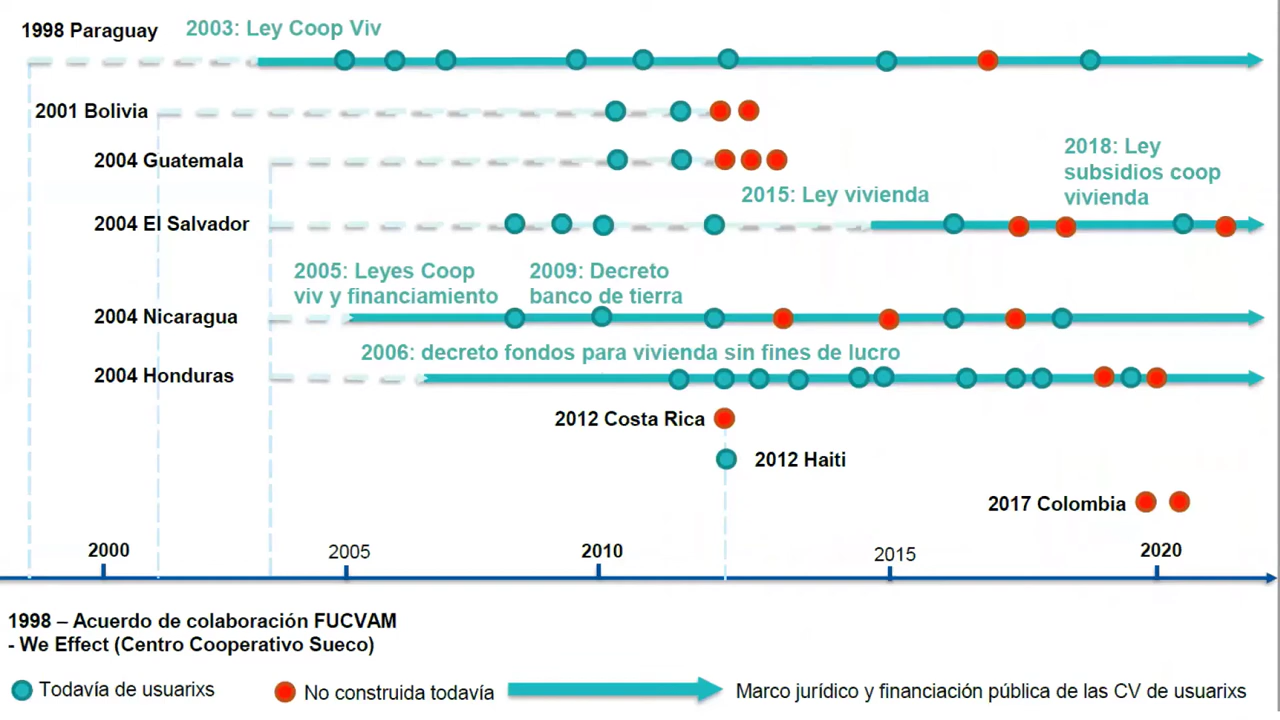 1998 Paraguay
2003: Ley Coop Viv
2001 Bolivia
2004 Guatemala
2018: Ley
subsidios coop
vivienda
2015: Ley vivienda
2004 El Salvador
2005: Leyes Coop
viv y financiamiento
2009: Decreto
banco de tierra
2004 Nicaragua
2006: decreto fondos para vivienda sin fines de lucro
2004 Honduras
2012 Costa Rica
2012 Haiti
2017 Colombia
2000
2005
2010
2015
2020
1998 – Acuerdo de colaboración FUCVAM
- We Effect (Centro Cooperativo Sueco)
Todavía de usuarixs
No construida todavía
Marco jurídico y financiación pública de las CV de usuarixs